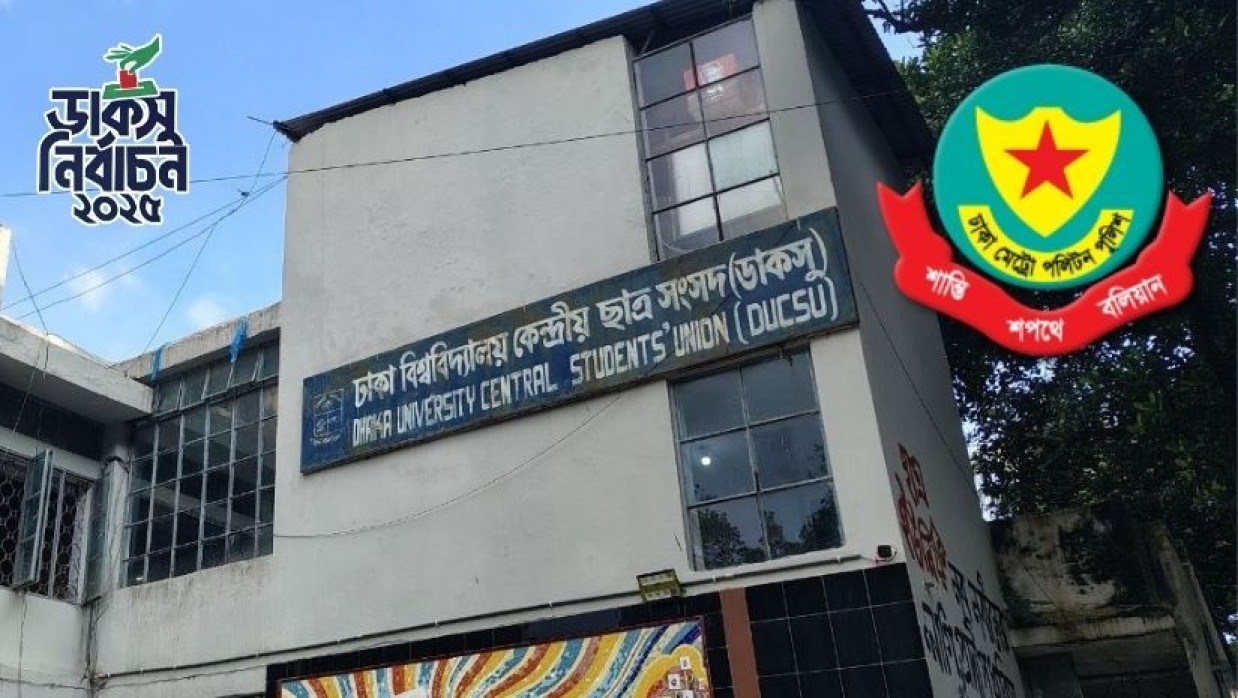 ডাকসু
নির্বাচন
২০২৫
ঢাকা বিশ্ববিদ্যালয় কেন্দ্রীয় ছাত্র সংসদ (ডাকসু)
DHAKA UNIVERSITY CENTRAL STUDENTS' UNION (DUCSU)
ঢাকা মেট্রো পলিটন পুলিশ
শান্তি শপথে বলিয়ান